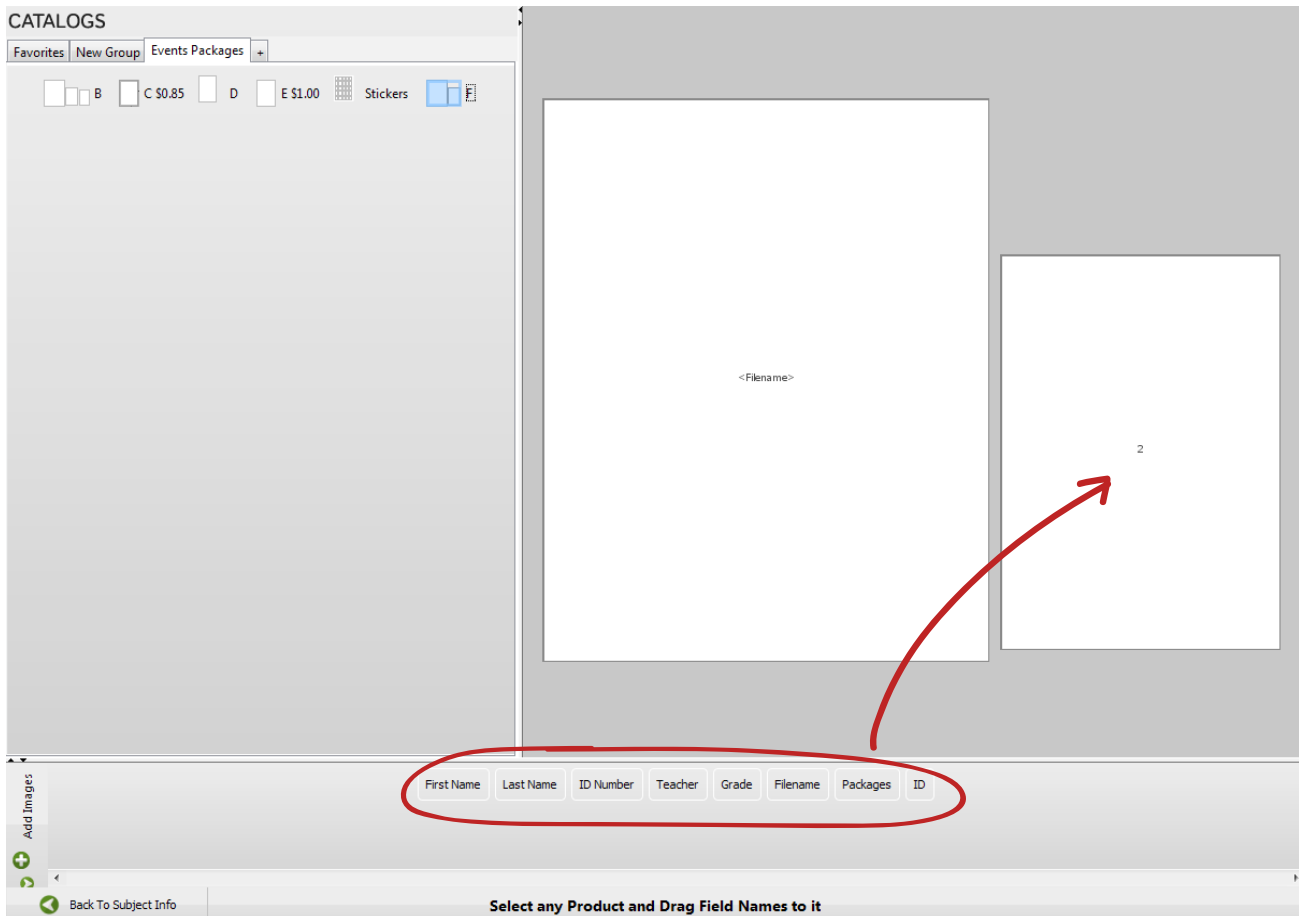 CATALOGS
Favorites New Group Events Packages +
B C $0.85 D E $1.00 Stickers F
<Filename>
2
First Name Last Name ID Number Teacher Grade Filename Packages ID
Add Images
Back To Subject Info
Select any Product and Drag Field Names to it